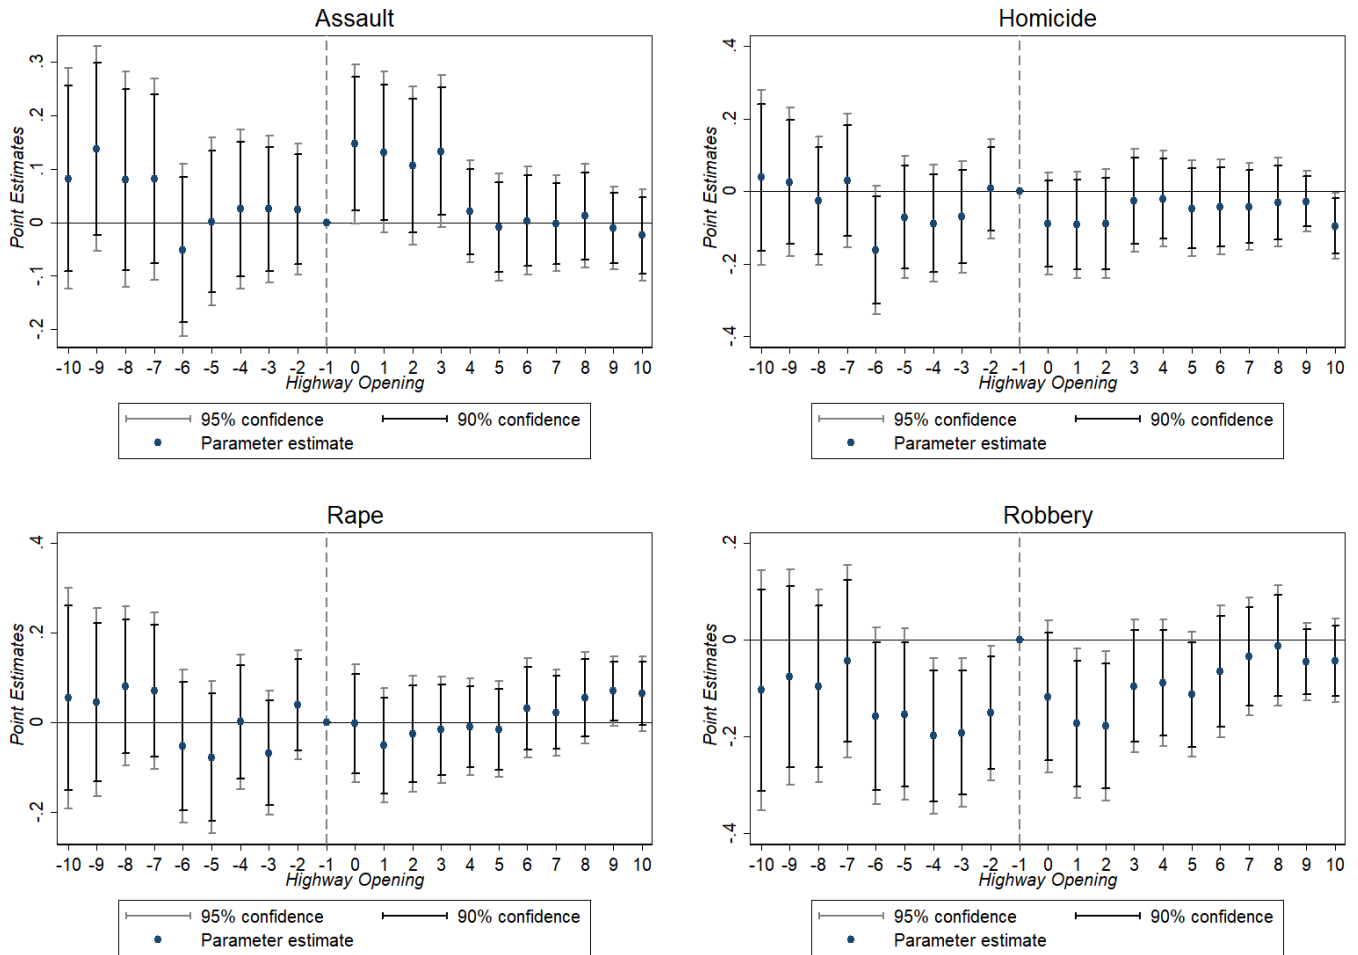 Assault
Point Estimates
.3
.2
.1
0
-.1
-.2
-10 -9 -8 -7 -6 -5 -4 -3 -2 -1 0 1 2 3 4 5 6 7 8 9 10
Highway Opening
95% confidence 90% confidence
Parameter estimate
Homicide
Point Estimates
.4
.2
0
-.2
-.4
-10 -9 -8 -7 -6 -5 -4 -3 -2 -1 0 1 2 3 4 5 6 7 8 9 10
Highway Opening
95% confidence 90% confidence
Parameter estimate
Rape
Point Estimates
.4
.2
0
-.2
-10 -9 -8 -7 -6 -5 -4 -3 -2 -1 0 1 2 3 4 5 6 7 8 9 10
Highway Opening
95% confidence 90% confidence
Parameter estimate
Robbery
Point Estimates
.2
0
-.2
-.4
-10 -9 -8 -7 -6 -5 -4 -3 -2 -1 0 1 2 3 4 5 6 7 8 9 10
Highway Opening
95% confidence 90% confidence
Parameter estimate